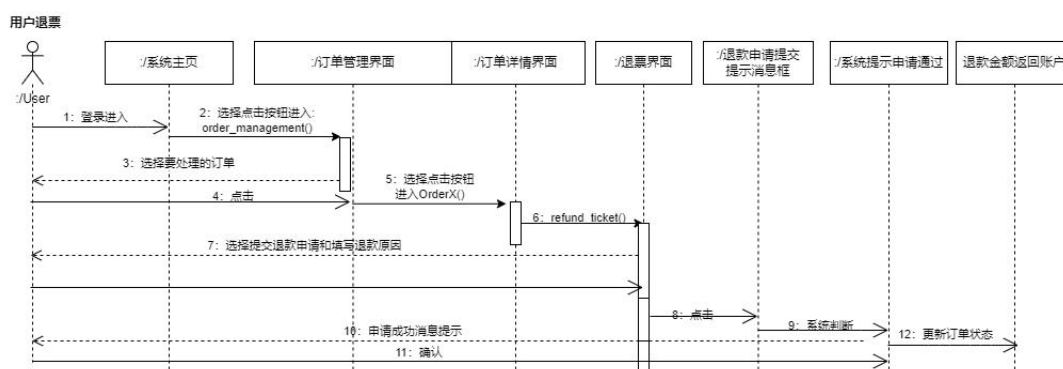 用户退票
:/User
:/系统主页
:/订单管理界面
:/订单详情界面
:/退票界面
:/退款申请提交
提示消息框
:/系统提示申请通过
退款金额返回账户
1：登录进入
2：选择点击按钮进入:
order_management()
3：选择要处理的订单
4：点击
5：选择点击按钮
进入OrderX()
6：refund_ticket()
7：选择提交退款申请和填写退款原因
8：点击
9：系统判断
10：申请成功消息提示
12：更新订单状态
11：确认